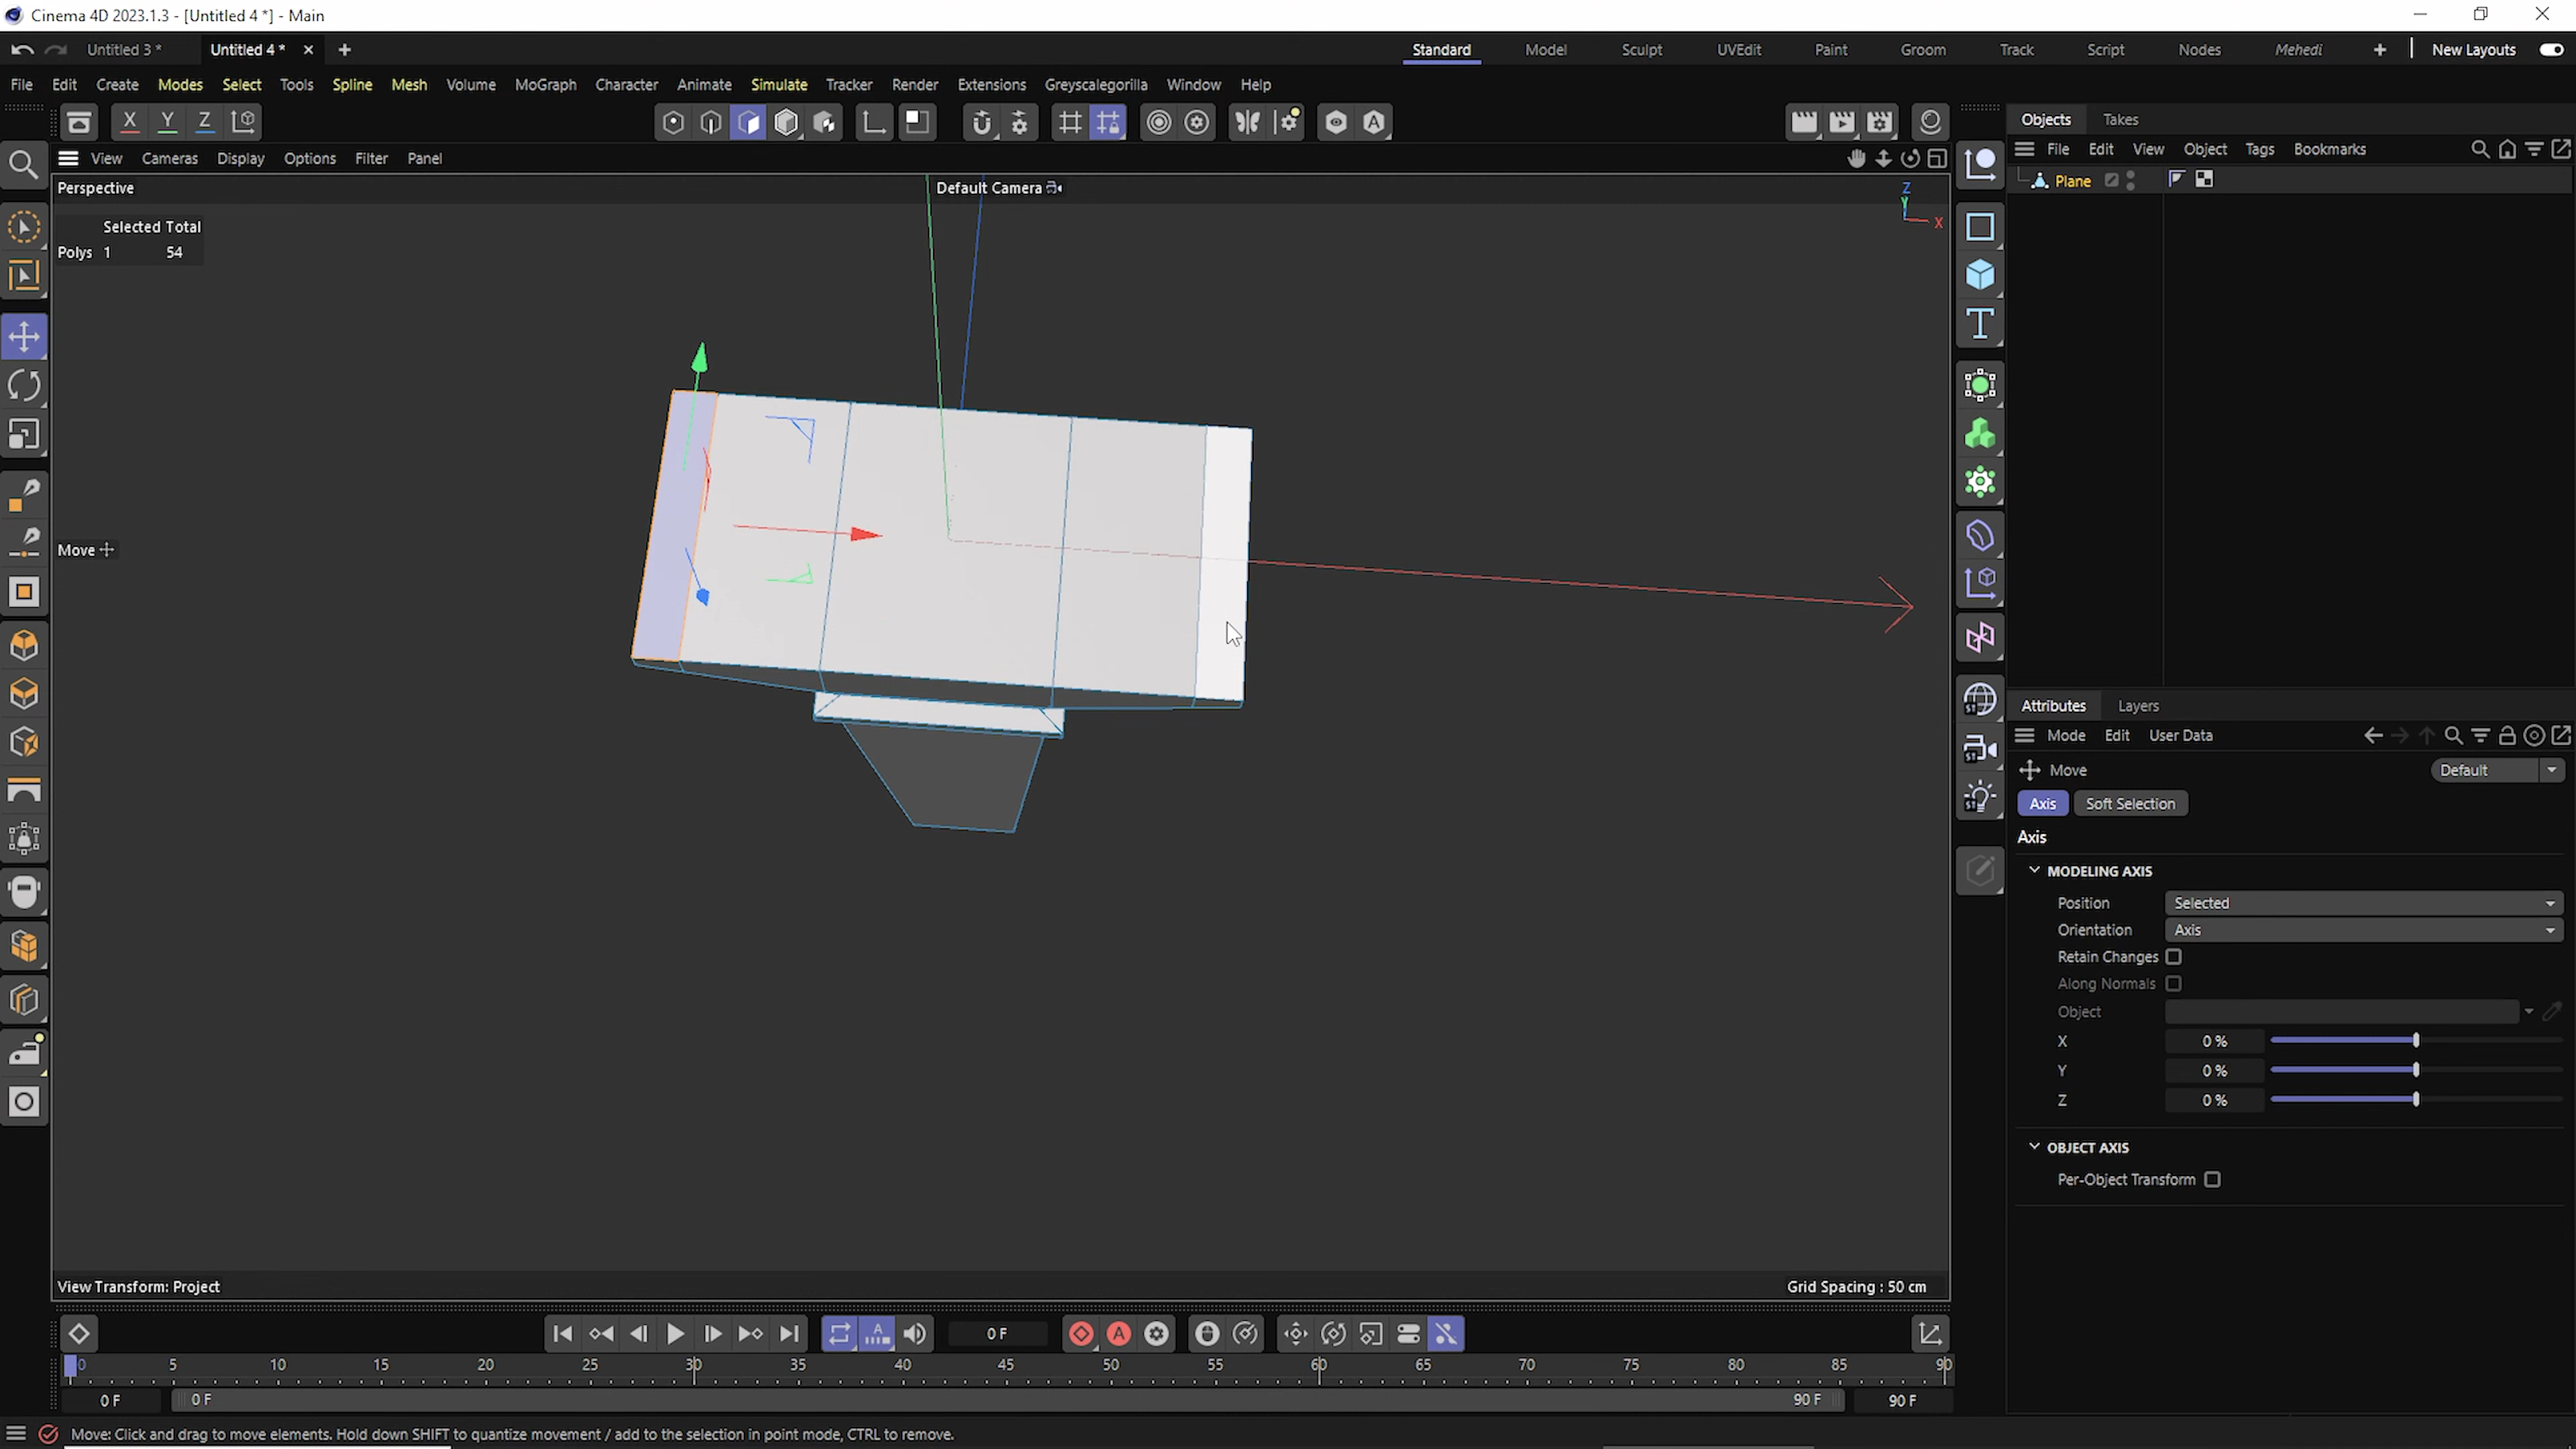 Cinema 4D 2023.1.3 - [Untitled 4 *] - Main
Untitled 3 *
Untitled 4 *
Standard
Model
Sculpt
UVEdit
Paint
Groom
Track
Script
Nodes
Mehedi
New Layouts
File Edit Create Modes Select Tools Spline Mesh Volume MoGraph Character Animate Simulate Tracker Render Extensions Greyscalegorilla Window Help
X Y Z
View Cameras Display Options Filter Panel
Perspective
Default Camera
Selected Total
Polys 1 54
Z
Y
X
Move
View Transform: Project
Grid Spacing : 50 cm
Objects Takes
File Edit View Object Tags Bookmarks
Plane
Attributes Layers
Mode Edit User Data
Move
Default
Axis Soft Selection
Axis
MODELING AXIS
Position Selected
Orientation Axis
Retain Changes
Along Normals
Object
X 0 %
Y 0 %
Z 0 %
OBJECT AXIS
Per-Object Transform
0 F
0 5 10 15 20 25 30 35 40 45 50 55 60 65 70 75 80 85 90
0 F 0 F 90 F 90 F
Move: Click and drag to move elements. Hold down SHIFT to quantize movement / add to the selection in point mode, CTRL to remove.